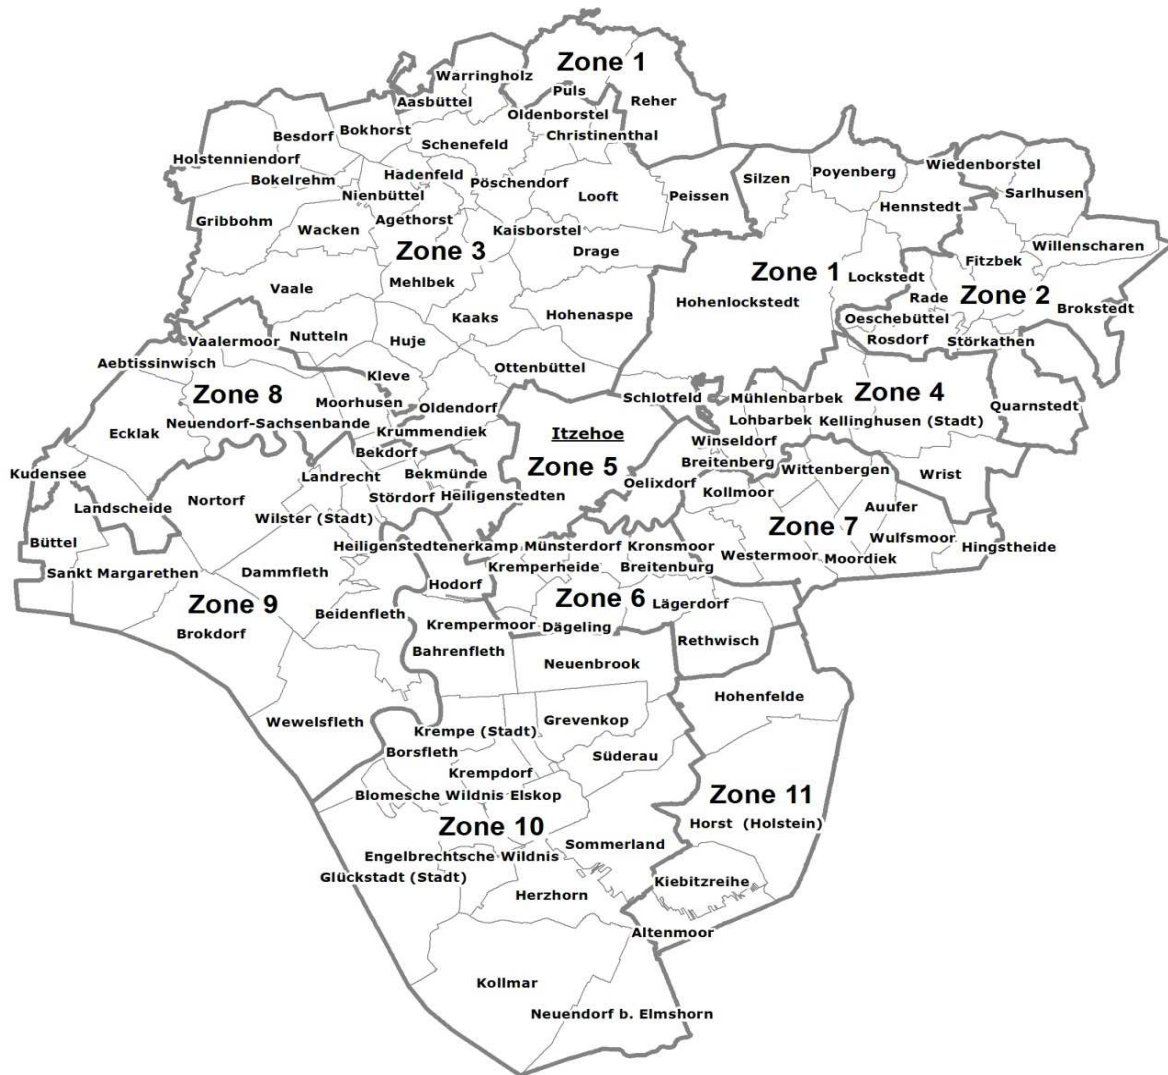 Zone 1
Warringholz
Puls
Aasbüttel
Reher
Oldenborstel
Bokhorst
Besdorf
Christinenthal
Schenefeld
Holstenniendorf
Wiedenborstel
Hadenfeld
Poyenberg
Silzen
Bokelrehm
Pöschendorf
Sarlhusen
Nienbüttel
Looft
Peissen
Hennstedt
Gribbohm
Agethorst
Wacken
Kaisborstel
Willenscharen
Zone 3
Drage
Fitzbek
Zone 1
Lockstedt
Mehlbek
Vaale
Rade
Zone 2
Hohenlockstedt
Brokstedt
Kaaks
Hohenaspe
Oeschebüttel
Nutteln
Huje
Rosdorf
Störkathen
Vaalermoor
Aebtissinwisch
Ottenbüttel
Kleve
Zone 8
Schlotfeld
Mühlenbarbek
Zone 4
Moorhusen
Oldendorf
Quarnstedt
Neuendorf-Sachsenbande
Lohbarbek
Kellinghusen (Stadt)
Ecklak
Krummendiek
Itzehoe
Winseldorf
Bekdorf
Zone 5
Breitenberg
Wittenbergen
Kudensee
Landrecht
Bekmünde
Wrist
Oelixdorf
Nortorf
Stördorf
Heiligenstedten
Kollmoor
Landscheide
Auufer
Wilster (Stadt)
Zone 7
Büttel
Wulfsmoor
Heiligenstedtenerkamp
Münsterdorf
Kronsmoor
Hingstheide
Westermoor
Moordiek
Kremperheide
Breitenburg
Sankt Margarethen
Dammfleth
Hodorf
Zone 9
Zone 6
Lägerdorf
Beidenfleth
Krempermoor
Dägeling
Brokdorf
Rethwisch
Bahrenfleth
Neuenbrook
Hohenfelde
Wewelsfleth
Grevenkop
Krempe (Stadt)
Borsfleth
Süderau
Krempdorf
Blomesche Wildnis
Elskop
Zone 11
Zone 10
Horst (Holstein)
Sommerland
Engelbrechtsche Wildnis
Glückstadt (Stadt)
Kiebitzreihe
Herzhorn
Altenmoor
Kollmar
Neuendorf b. Elmshorn